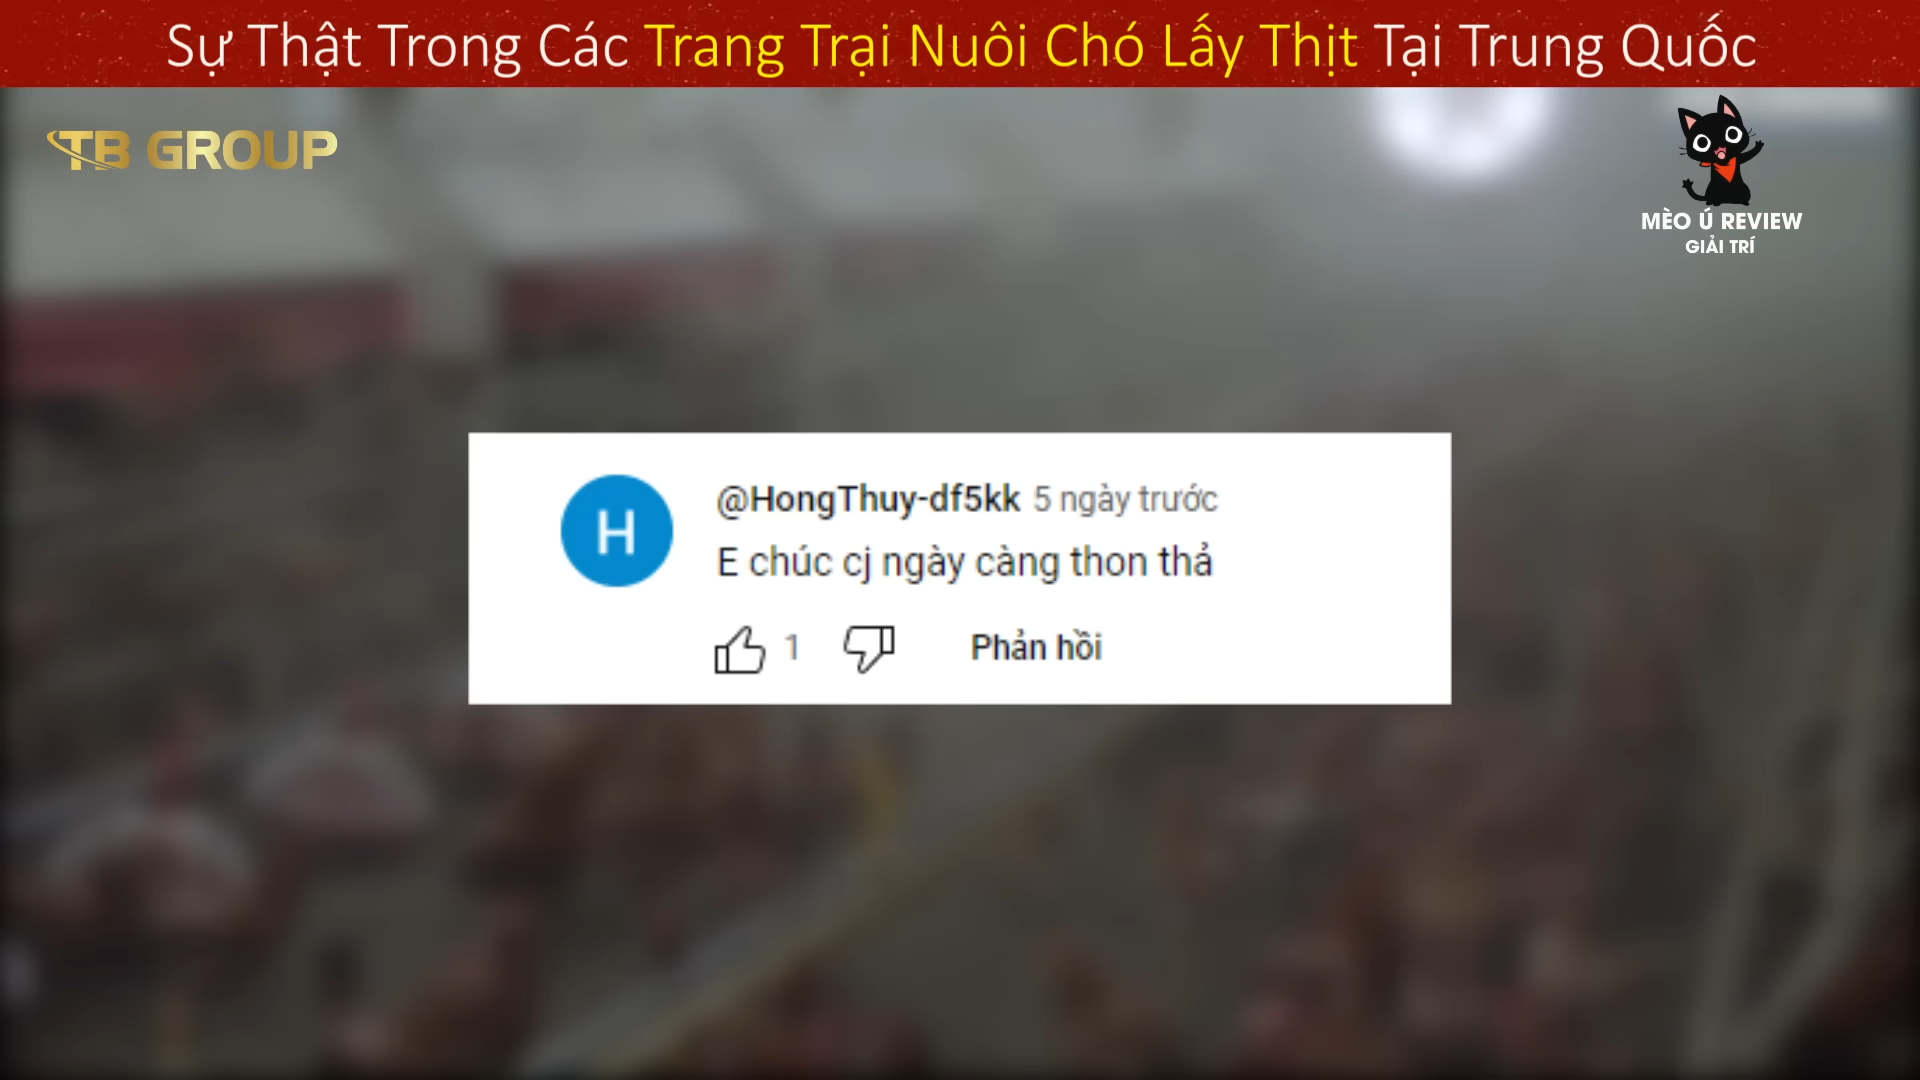 Sự Thật Trong Các Trang Trại Nuôi Chó Lấy Thịt Tại Trung Quốc
TB GROUP
MÈO Ú REVIEW
GIẢI TRÍ
H
@HongThuy-df5kk 5 ngày trước
E chúc cj ngày càng thon thả
1 Phản hồi